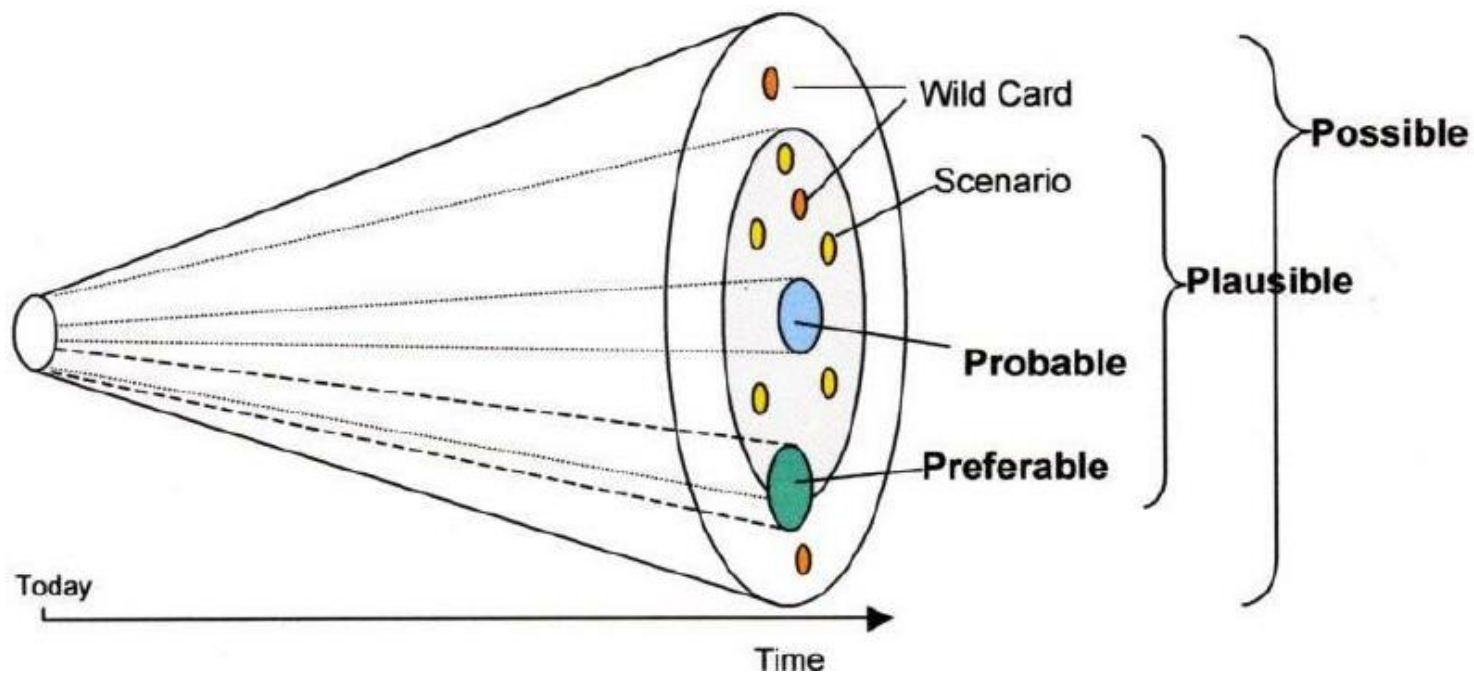 Wild Card
Possible
Scenario
Plausible
Probable
Preferable
Today
Time